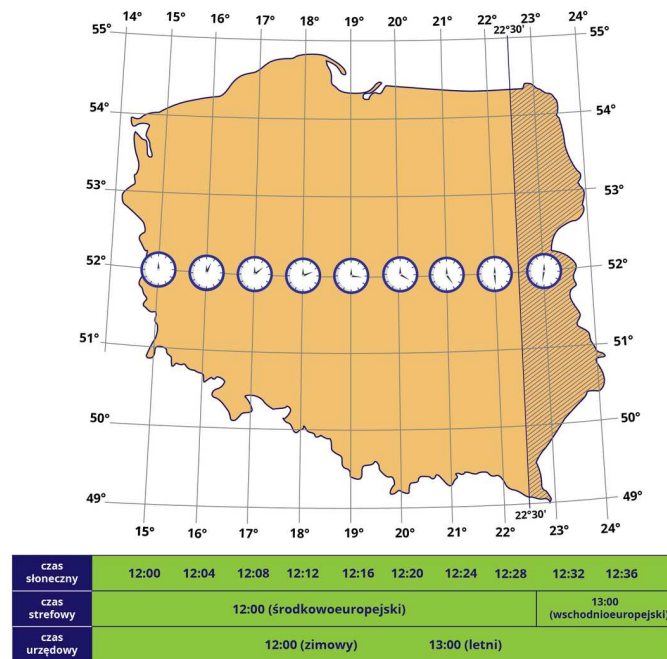 14° 15° 16° 17° 18° 19° 20° 21° 22° 22°30' 24°
55° 55°
54° 54°
53° 53°
52° 52°
51° 51°
50° 50°
49° 49°
22°30'
15° 16° 17° 18° 19° 20° 21° 22° 23° 24°
czas
słoneczny
12:00 12:04 12:08 12:12 12:16 12:20 12:24 12:28 12:32 12:36
czas
strefowy
12:00 (środkowoeuropejski)
13:00
(wschodnioeuropejski)
czas
urzędowy
12:00 (zimowy) 13:00 (letni)